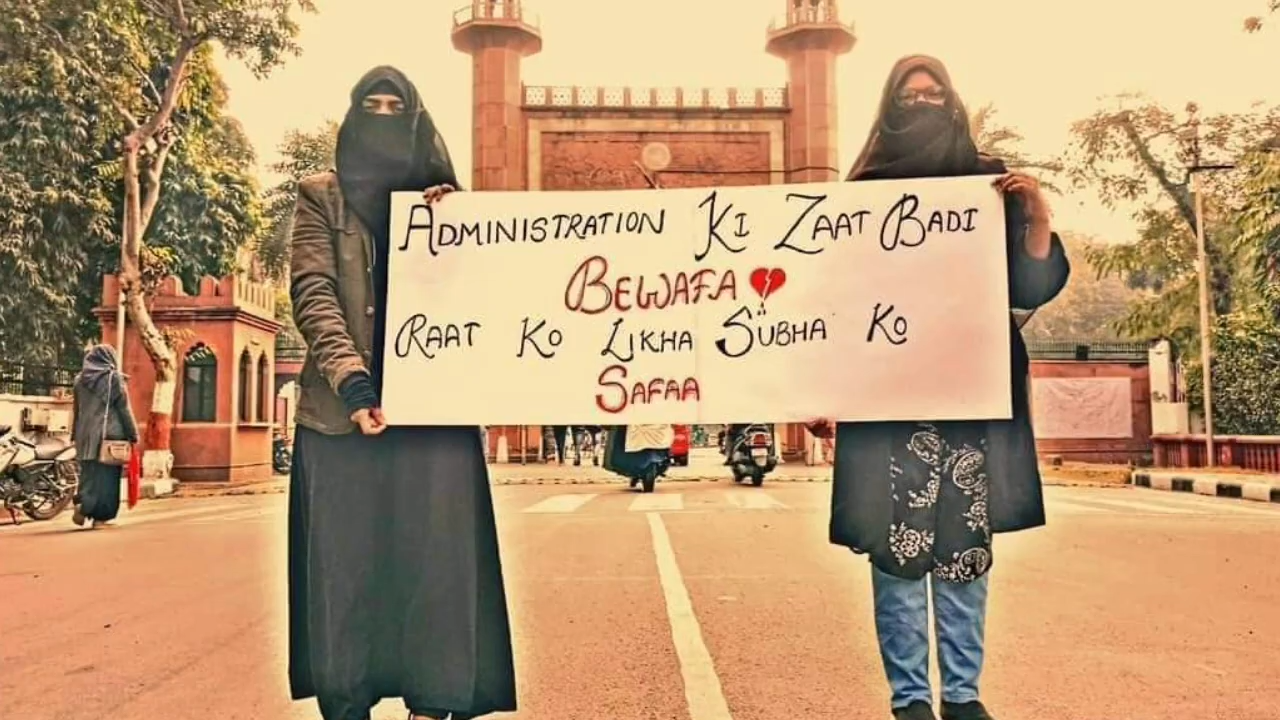 ADMINISTRATION KI ZAAT BADI
BEWAFA
RAAT KO LIKHA SUBHA KO
SAFAA